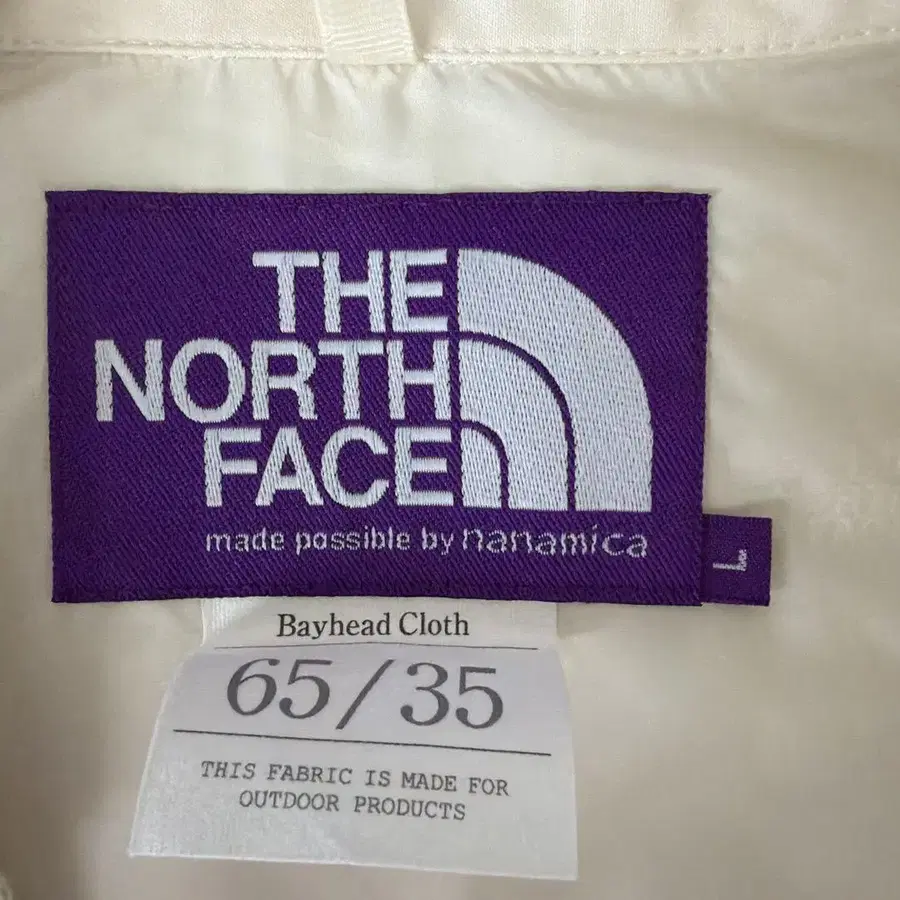 THE
NORTH
FACE
made possible by nanamica
L
Bayhead Cloth
65/35
THIS FABRIC IS MADE FOR
OUTDOOR PRODUCTS